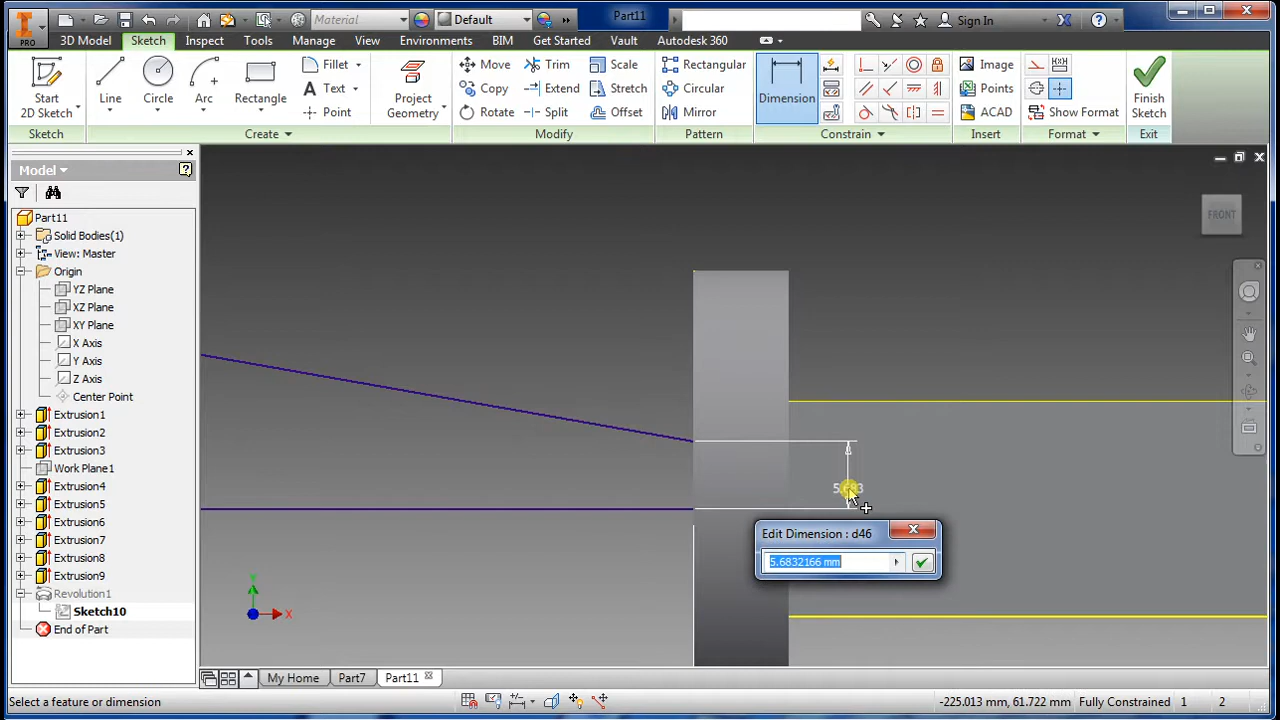 PRO
Material
Default
Part11
Sign In
3D Model
Sketch
Inspect
Tools
Manage
View
Environments
BIM
Get Started
Vault
Autodesk 360
Start
2D Sketch
Line
Circle
Arc
Rectangle
Fillet
Text
Point
Project
Geometry
Move
Copy
Rotate
Trim
Extend
Split
Scale
Stretch
Offset
Rectangular
Circular
Mirror
Dimension
Image
Points
ACAD
Show Format
Finish
Sketch
Sketch
Create
Modify
Pattern
Constrain
Insert
Format
Exit
Model
Part11
Solid Bodies(1)
View: Master
Origin
YZ Plane
XZ Plane
XY Plane
X Axis
Y Axis
Z Axis
Center Point
Extrusion1
Extrusion2
Extrusion3
Work Plane1
Extrusion4
Extrusion5
Extrusion6
Extrusion7
Extrusion8
Extrusion9
Revolution1
Sketch10
End of Part
FRONT
Edit Dimension : d46
5.6832166 mm
X
My Home
Part7
Part11
Select a feature or dimension
-225.013 mm, 61.722 mm
Fully Constrained
1
2